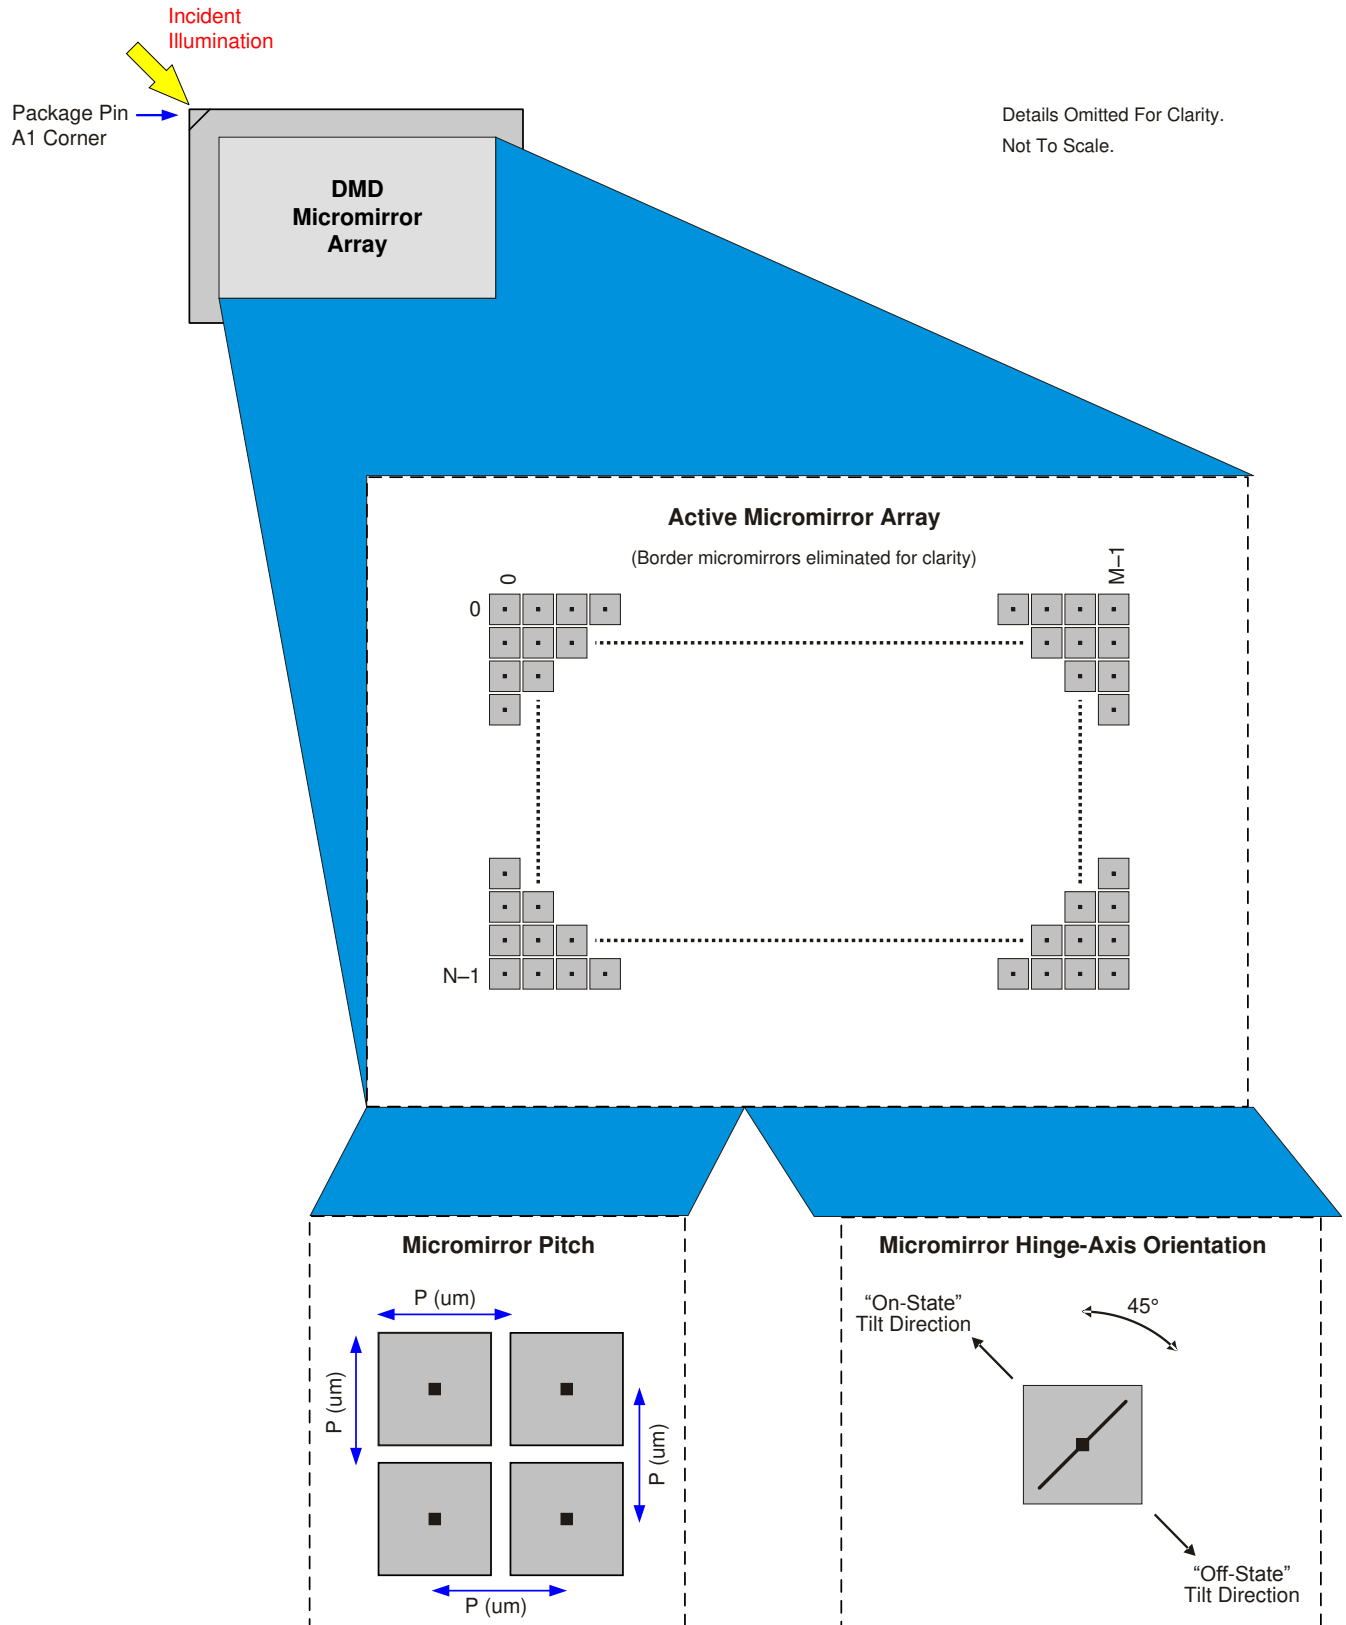 Incident
Illumination
Package Pin
A1 Corner
Details Omitted For Clarity.
Not To Scale.
DMD
Micromirror
Array
Active Micromirror Array
(Border micromirrors eliminated for clarity)
0
M–1
0
N–1
Micromirror Pitch
P (um)
P (um)
P (um)
P (um)
Micromirror Hinge-Axis Orientation
“On-State”
Tilt Direction
45°
“Off-State”
Tilt Direction